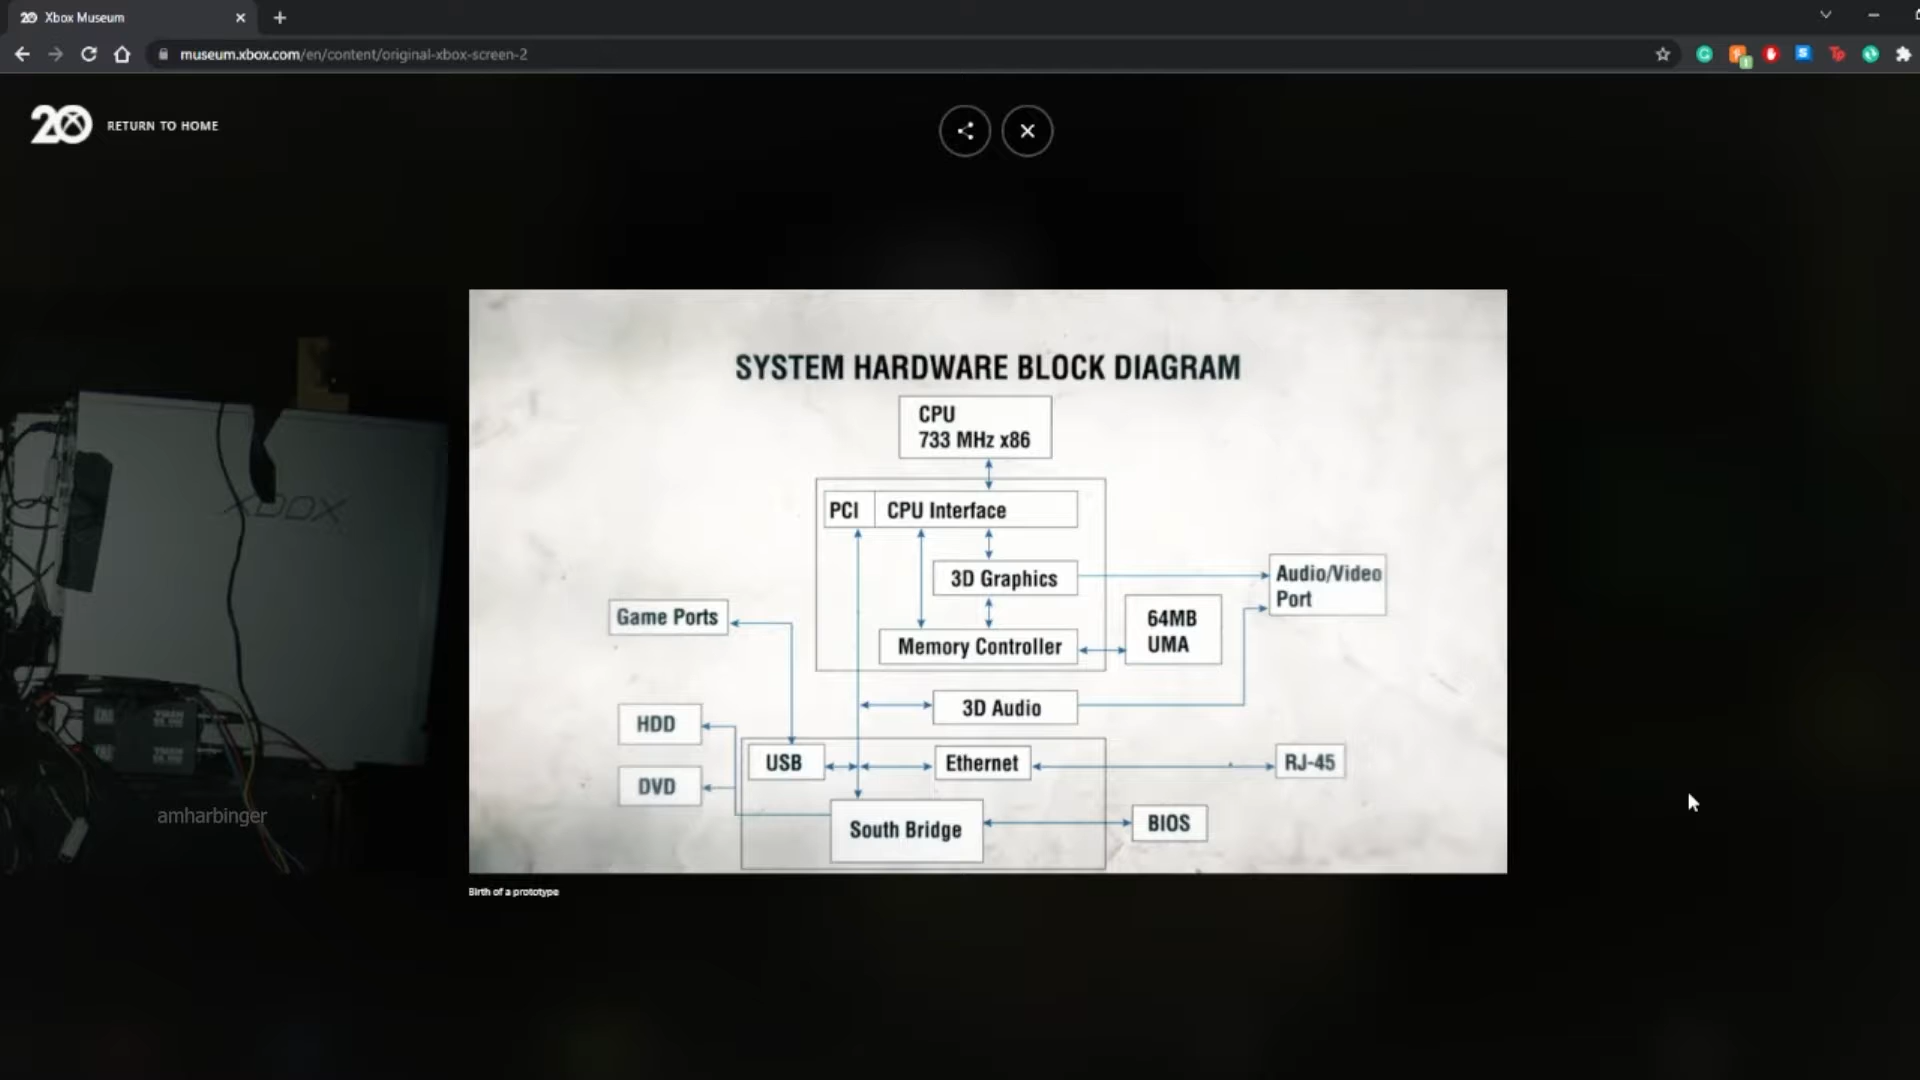 Xbox Museum
museum.xbox.com/en/content/original-xbox-screen-2
20 RETURN TO HOME
SYSTEM HARDWARE BLOCK DIAGRAM
CPU
733 MHz x86
PCI CPU Interface
3D Graphics
Audio/Video
Port
Game Ports
64MB
UMA
Memory Controller
XBOX
3D Audio
HDD
USB
Ethernet
RJ-45
DVD
amharbinger
South Bridge
BIOS
Birth of a prototype